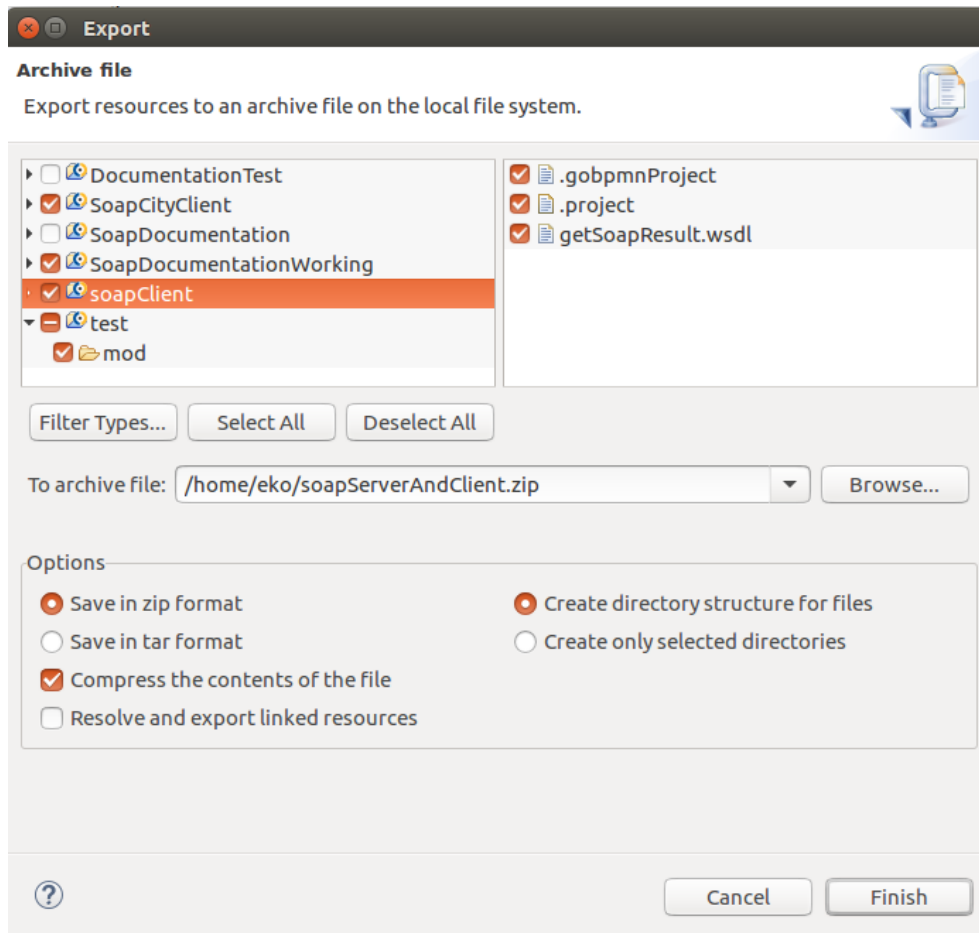 Export
Archive file
Export resources to an archive file on the local file system.
DocumentationTest
SoapCityClient
SoapDocumentation
SoapDocumentationWorking
soapClient
test
mod
.gobpmnProject
.project
getSoapResult.wsdl
Filter Types... Select All Deselect All
To archive file: /home/eko/soapServerAndClient.zip Browse...
Options
Save in zip format
Save in tar format
Compress the contents of the file
Resolve and export linked resources
Create directory structure for files
Create only selected directories
? Cancel Finish